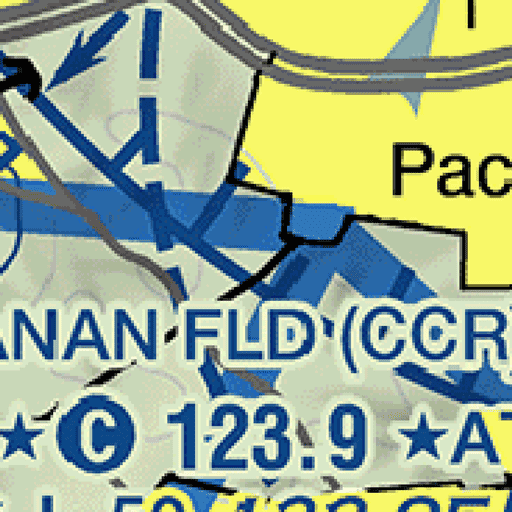 Pac
ANAN FLD (CCR)
★ C 123.9 ★ AT